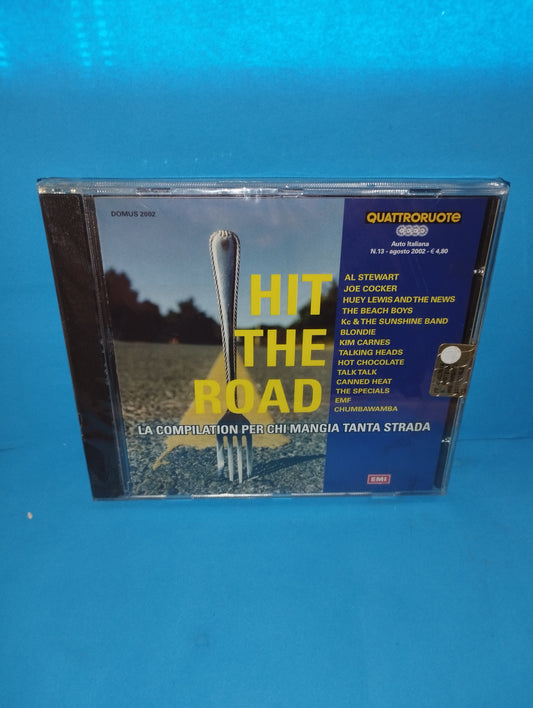 DOMUS 2002
QUATTRORUOTE
Auto Italiana
N.13 - agosto 2002 - € 4,80
HIT
THE
ROAD
LA COMPILATION PER CHI MANGIA TANTA STRADA
AL STEWART
JOE COCKER
HUEY LEWIS AND THE NEWS
THE BEACH BOYS
Kc & THE SUNSHINE BAND
BLONDIE
KIM CARNES
TALKING HEADS
HOT CHOCOLATE
TALK TALK
CANNED HEAT
THE SPECIALS
EMF
CHUMBAWAMBA
EMI